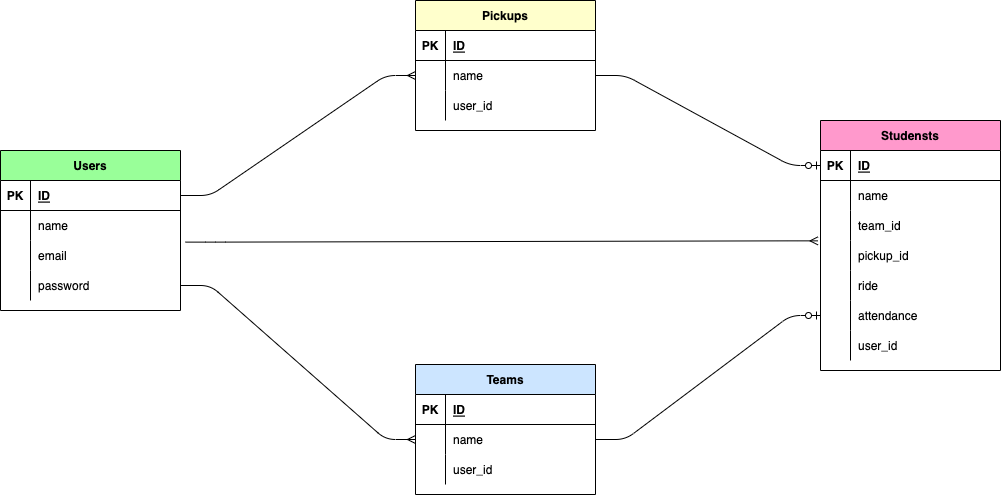 Pickups
PK ID
name
user_id
Users
PK ID
name
email
password
Studensts
PK ID
name
team_id
pickup_id
ride
attendance
user_id
Teams
PK ID
name
user_id